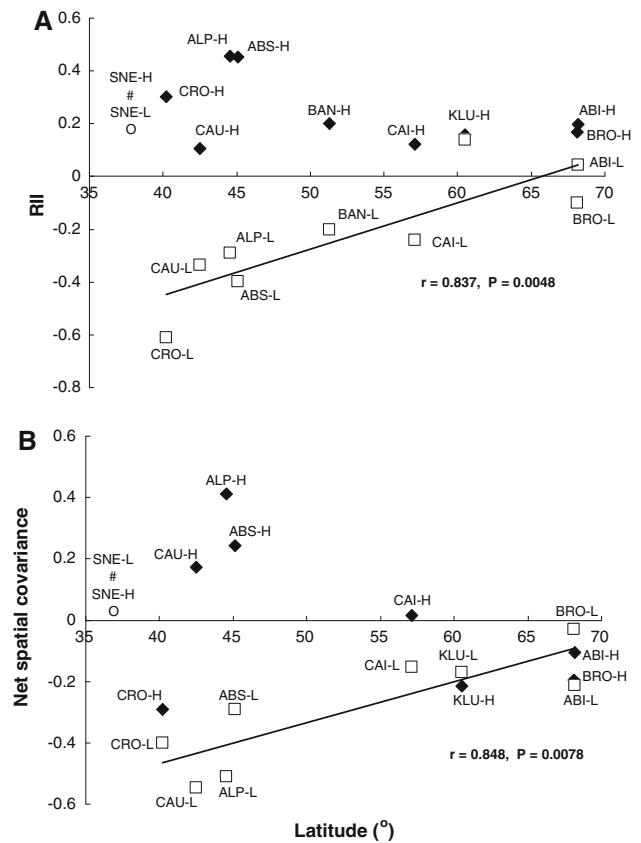 A
0.6
ALP-H
ABS-H
0.4
SNE-H
#
CRO-H
SNE-L
O
0.2
BAN-H
KLU-H
ABI-H
CAU-H
CAI-H
BRO-H
ABI-L
0
35 40 45 50 55 60 65 70
RII
BRO-L
-0.2
BAN-L
ALP-L
CAI-L
CAU-L
-0.4
ABS-L
r = 0.837, P = 0.0048
-0.6
CRO-L
-0.8
B
0.6
ALP-H
0.4
ABS-H
CAU-H
0.2
SNE-L
#
SNE-H
O
CAI-H
BRO-L
0
35 40 45 50 55 60 65 70
Net spatial covariance
CAI-L
KLU-L
ABI-H
BRO-H
-0.2
CRO-H
ABS-L
KLU-H
ABI-L
-0.4
CRO-L
r = 0.848, P = 0.0078
CAU-L
ALP-L
-0.6
Latitude (°)